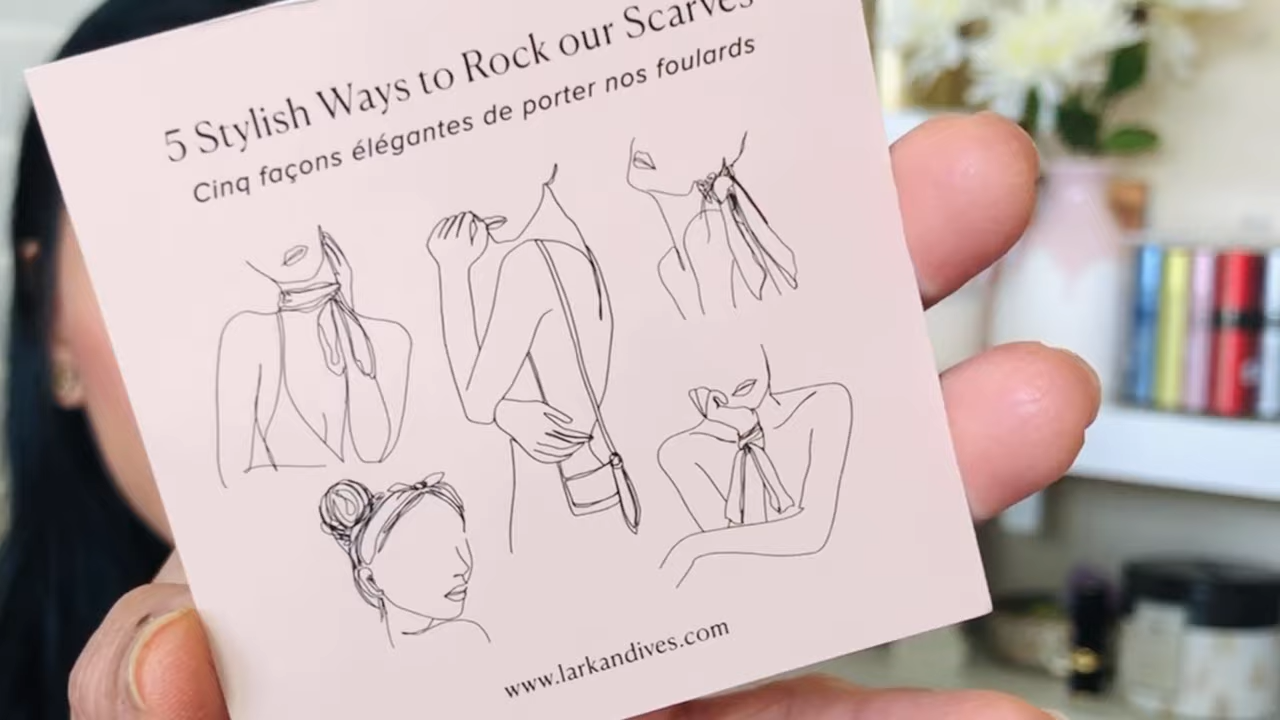 5 Stylish Ways to Rock our Scarves
Cinq façons élégantes de porter nos foulards
www.larkandives.com